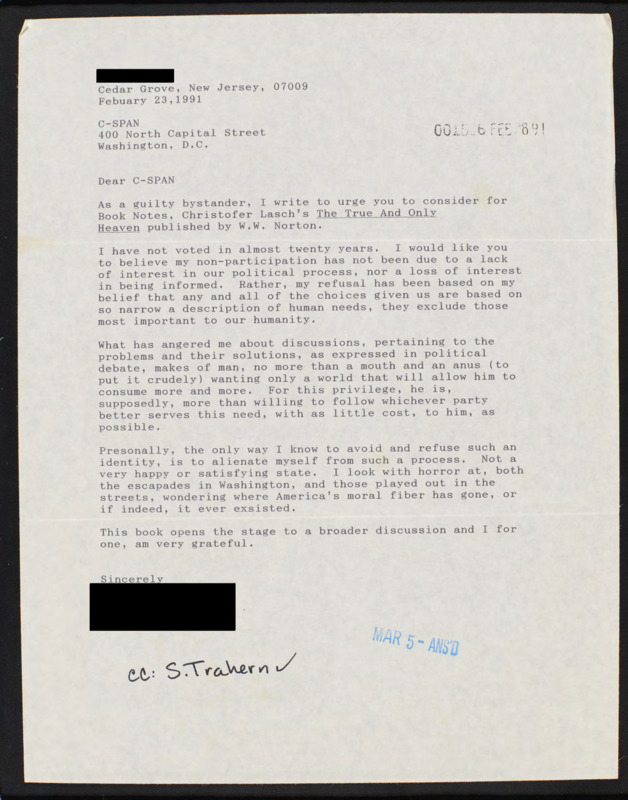 Cedar Grove, New Jersey, 07009
Febuary 23,1991
C-SPAN
400 North Capital Street
Washington, D.C.
6 FEB '91
Dear C-SPAN
As a guilty bystander, I write to urge you to consider for
Book Notes, Christofer Lasch's The True And Only
Heaven published by W.W. Norton.
I have not voted in almost twenty years.  I would like you
to believe my non-participation has not been due to a lack
of interest in our political process, nor a loss of interest
in being informed.  Rather, my refusal has been based on my
belief that any and all of the choices given us are based on
so narrow a description of human needs, they exclude those
most important to our humanity.
What has angered me about discussions, pertaining to the
problems and their solutions, as expressed in political
debate, makes of man, no more than a mouth and an anus (to
put it crudely) wanting only a world that will allow him to
consume more and more.  For this privilege, he is,
supposedly, more than willing to follow whichever party
better serves this need, with as little cost, to him, as
possible.
Presonally, the only way I know to avoid and refuse such an
identity, is to alienate myself from such a process.  Not a
very happy or satisfying state.  I look with horror at, both
the escapades in Washington, and those played out in the
streets, wondering where America's moral fiber has gone, or
if indeed, it ever exsisted.
This book opens the stage to a broader discussion and I for
one, am very grateful.
Sincerely
MAR 5 - ANS'D
cc: S. Trahern ✓